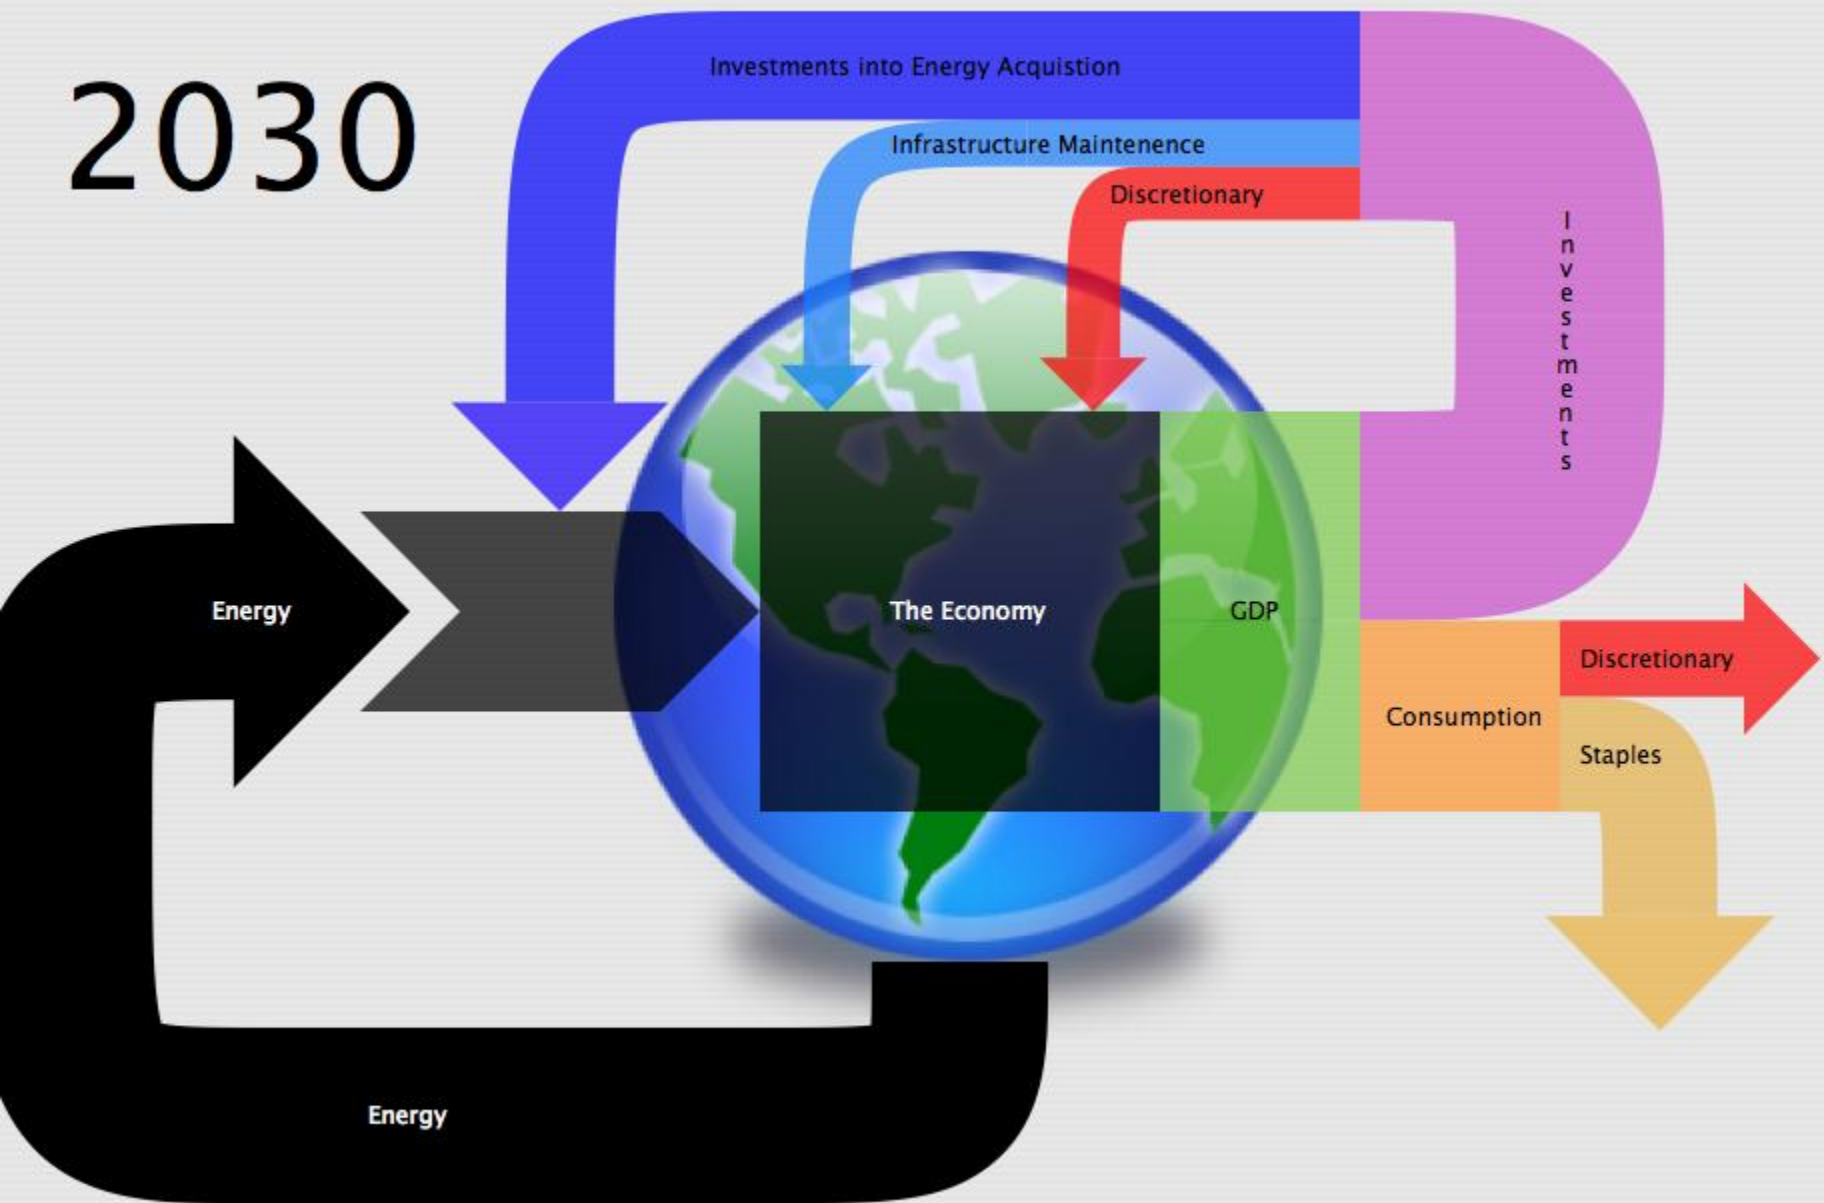 2030
Investments into Energy Acquistion
Infrastructure Maintenence
Discretionary
Investments
Energy
The Economy
GDP
Discretionary
Consumption
Staples
Energy